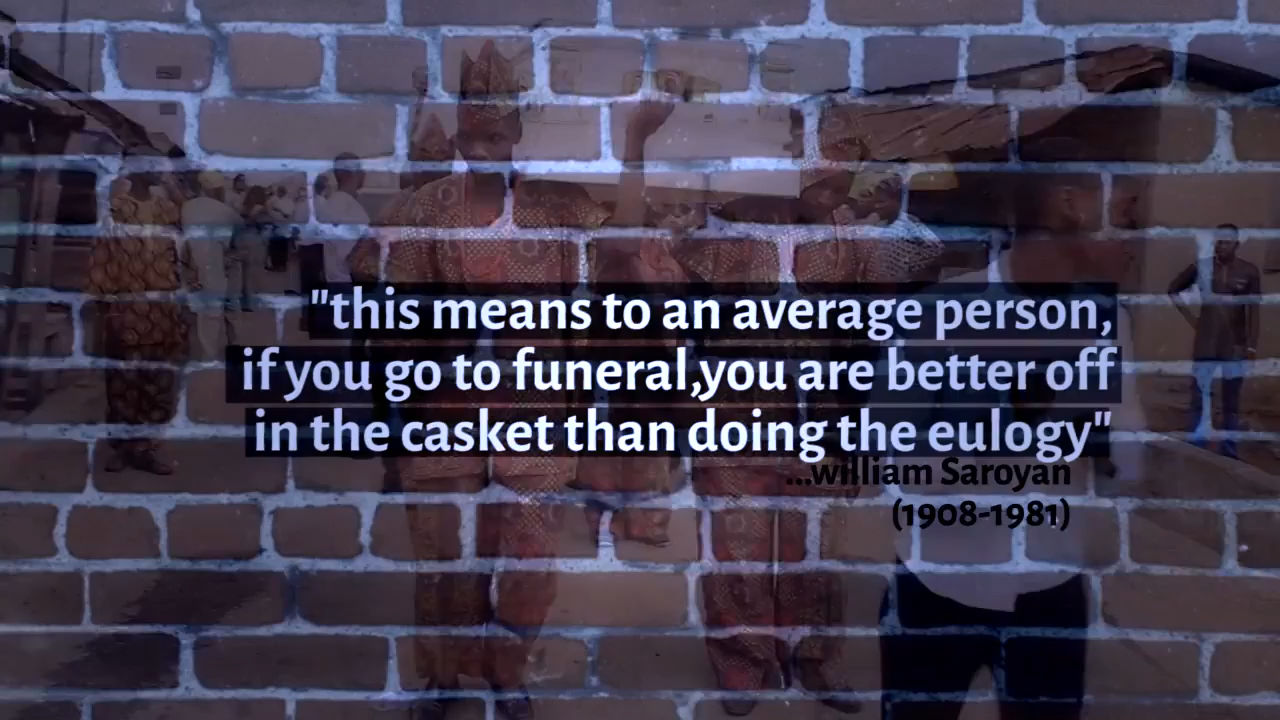 "this means to an average person,
if you go to funeral,you are better off
in the casket than doing the eulogy"
...william Saroyan
(1908-1981)